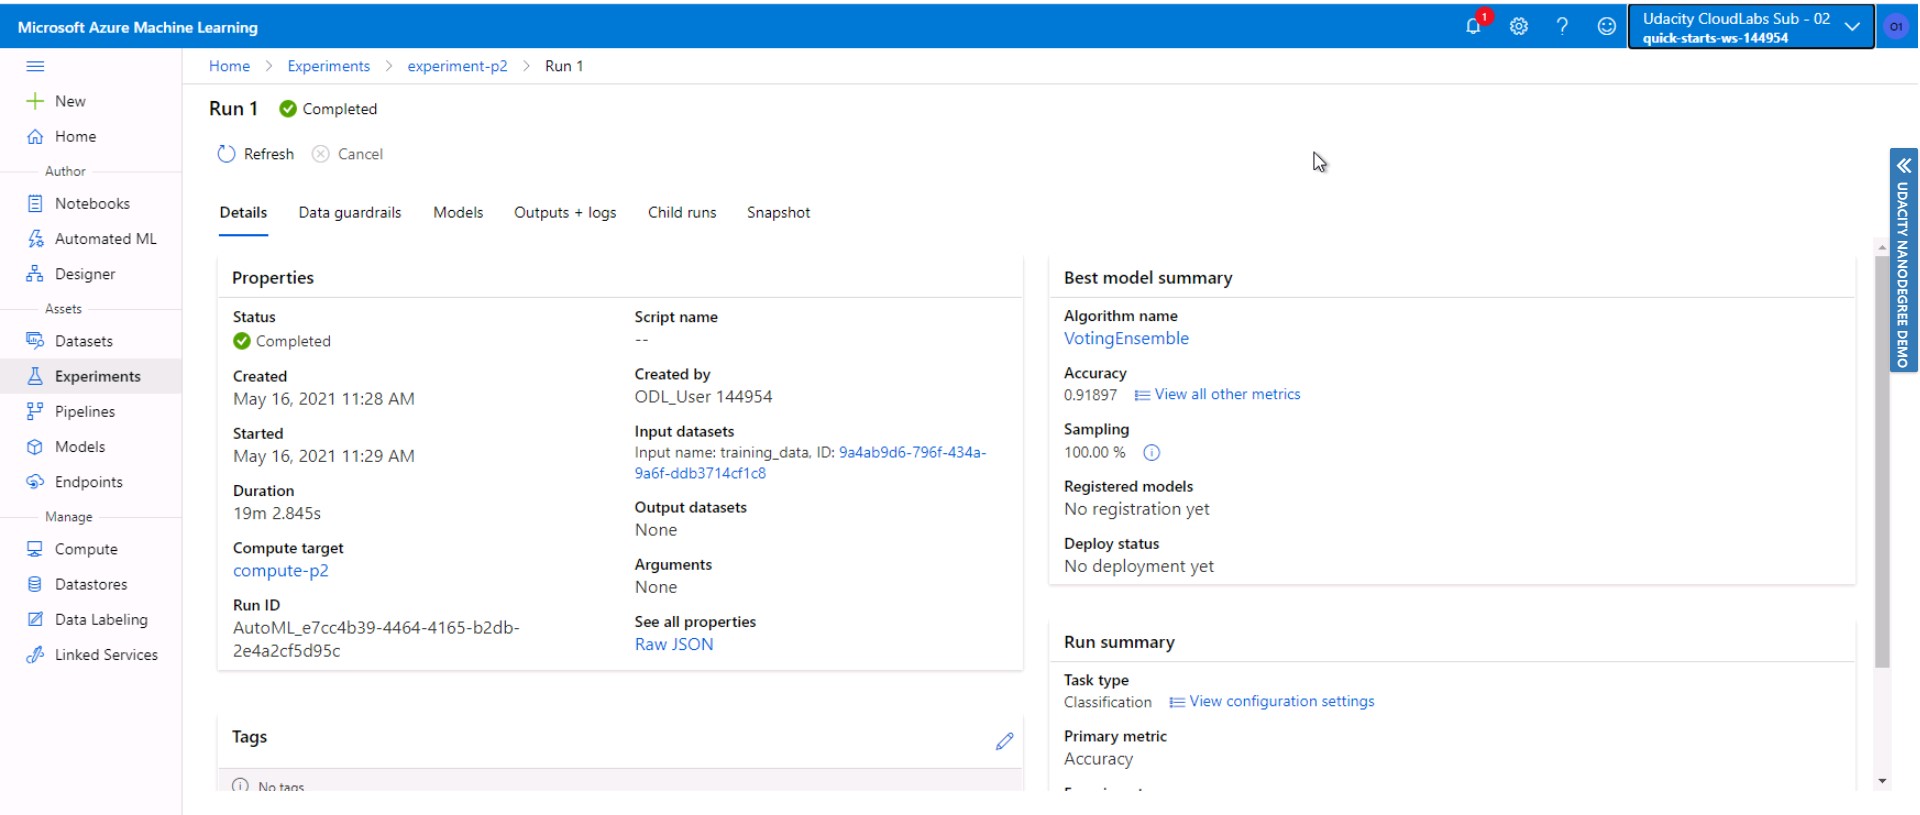 Microsoft Azure Machine Learning
1
Udacity CloudLabs Sub - 02
quick-starts-ws-144954
O1
Home > Experiments > experiment-p2 > Run 1
New
Home
Author
Notebooks
Automated ML
Designer
Assets
Datasets
Experiments
Pipelines
Models
Endpoints
Manage
Compute
Datastores
Data Labeling
Linked Services
Run 1 Completed
Refresh Cancel
Details Data guardrails Models Outputs + logs Child runs Snapshot
Properties
Status
Completed
Created
May 16, 2021 11:28 AM
Started
May 16, 2021 11:29 AM
Duration
19m 2.845s
Compute target
compute-p2
Run ID
AutoML_e7cc4b39-4464-4165-b2db-
2e4a2cf5d95c
Script name
--
Created by
ODL_User 144954
Input datasets
Input name: training_data, ID: 9a4ab9d6-796f-434a-
9a6f-ddb3714cf1c8
Output datasets
None
Arguments
None
See all properties
Raw JSON
Tags
No tags
Best model summary
Algorithm name
VotingEnsemble
Accuracy
0.91897 View all other metrics
Sampling
100.00 %
Registered models
No registration yet
Deploy status
No deployment yet
Run summary
Task type
Classification View configuration settings
Primary metric
Accuracy
UDACITY NANODEGREE DEMO